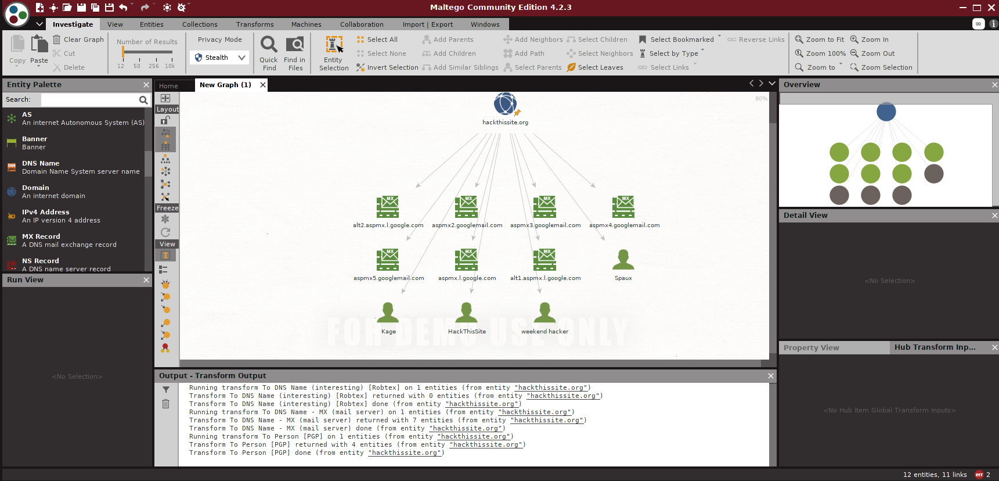 Maltego Community Edition 4.2.3
Investigate View Entities Collections Transforms Machines Collaboration Import | Export Windows
Copy
Paste
Clear Graph
Cut
Delete
Number of Results
12 50 256 10k
Privacy Mode
Stealth
Quick
Find
Find in
Files
Entity
Selection
Select All
Select None
Invert Selection
Add Parents
Add Children
Add Similar Siblings
Add Neighbors
Add Path
Select Parents
Select Children
Select Neighbors
Select Leaves
Select Bookmarked
Select by Type
Select Links
Reverse Links
Zoom to Fit
Zoom 100%
Zoom to
Zoom In
Zoom Out
Zoom Selection
Entity Palette
Search:
AS
An internet Autonomous System (AS)
Banner
Banner
DNS
DNS Name
Domain Name System server name
Domain
An internet domain
IPv4 Address
An IP version 4 address
MX Record
A DNS mail exchange record
NS Record
A DNS name server record
Run View
<No Selection>
Home
New Graph (1)
Layout
Freeze
View
80%
hackthissite.org
MX MX MX MX
alt2.aspmx.l.google.com aspmx2.googlemail.com aspmx3.googlemail.com aspmx4.googlemail.com
MX MX MX
aspmx5.googlemail.com aspmx.l.google.com alt1.aspmx.l.google.com Spaux
Kage HackThisSite weekend hacker
FOR DEMO USE ONLY
Output - Transform Output
Running transform To DNS Name (interesting) [Robtex] on 1 entities (from entity "hackthissite.org")
Transform To DNS Name (interesting) [Robtex] returned with 0 entities (from entity "hackthissite.org")
Transform To DNS Name (interesting) [Robtex] done (from entity "hackthissite.org")
Running transform To DNS Name - MX (mail server) on 1 entities (from entity "hackthissite.org")
Transform To DNS Name - MX (mail server) returned with 7 entities (from entity "hackthissite.org")
Transform To DNS Name - MX (mail server) done (from entity "hackthissite.org")
Running transform To Person [PGP] on 1 entities (from entity "hackthissite.org")
Transform To Person [PGP] returned with 4 entities (from entity "hackthissite.org")
Transform To Person [PGP] done (from entity "hackthissite.org")
Overview
Detail View
<No Selection>
Property View
Hub Transform Inp...
<No Hub Item Global Transform Inputs>
12 entities, 11 links
err 2